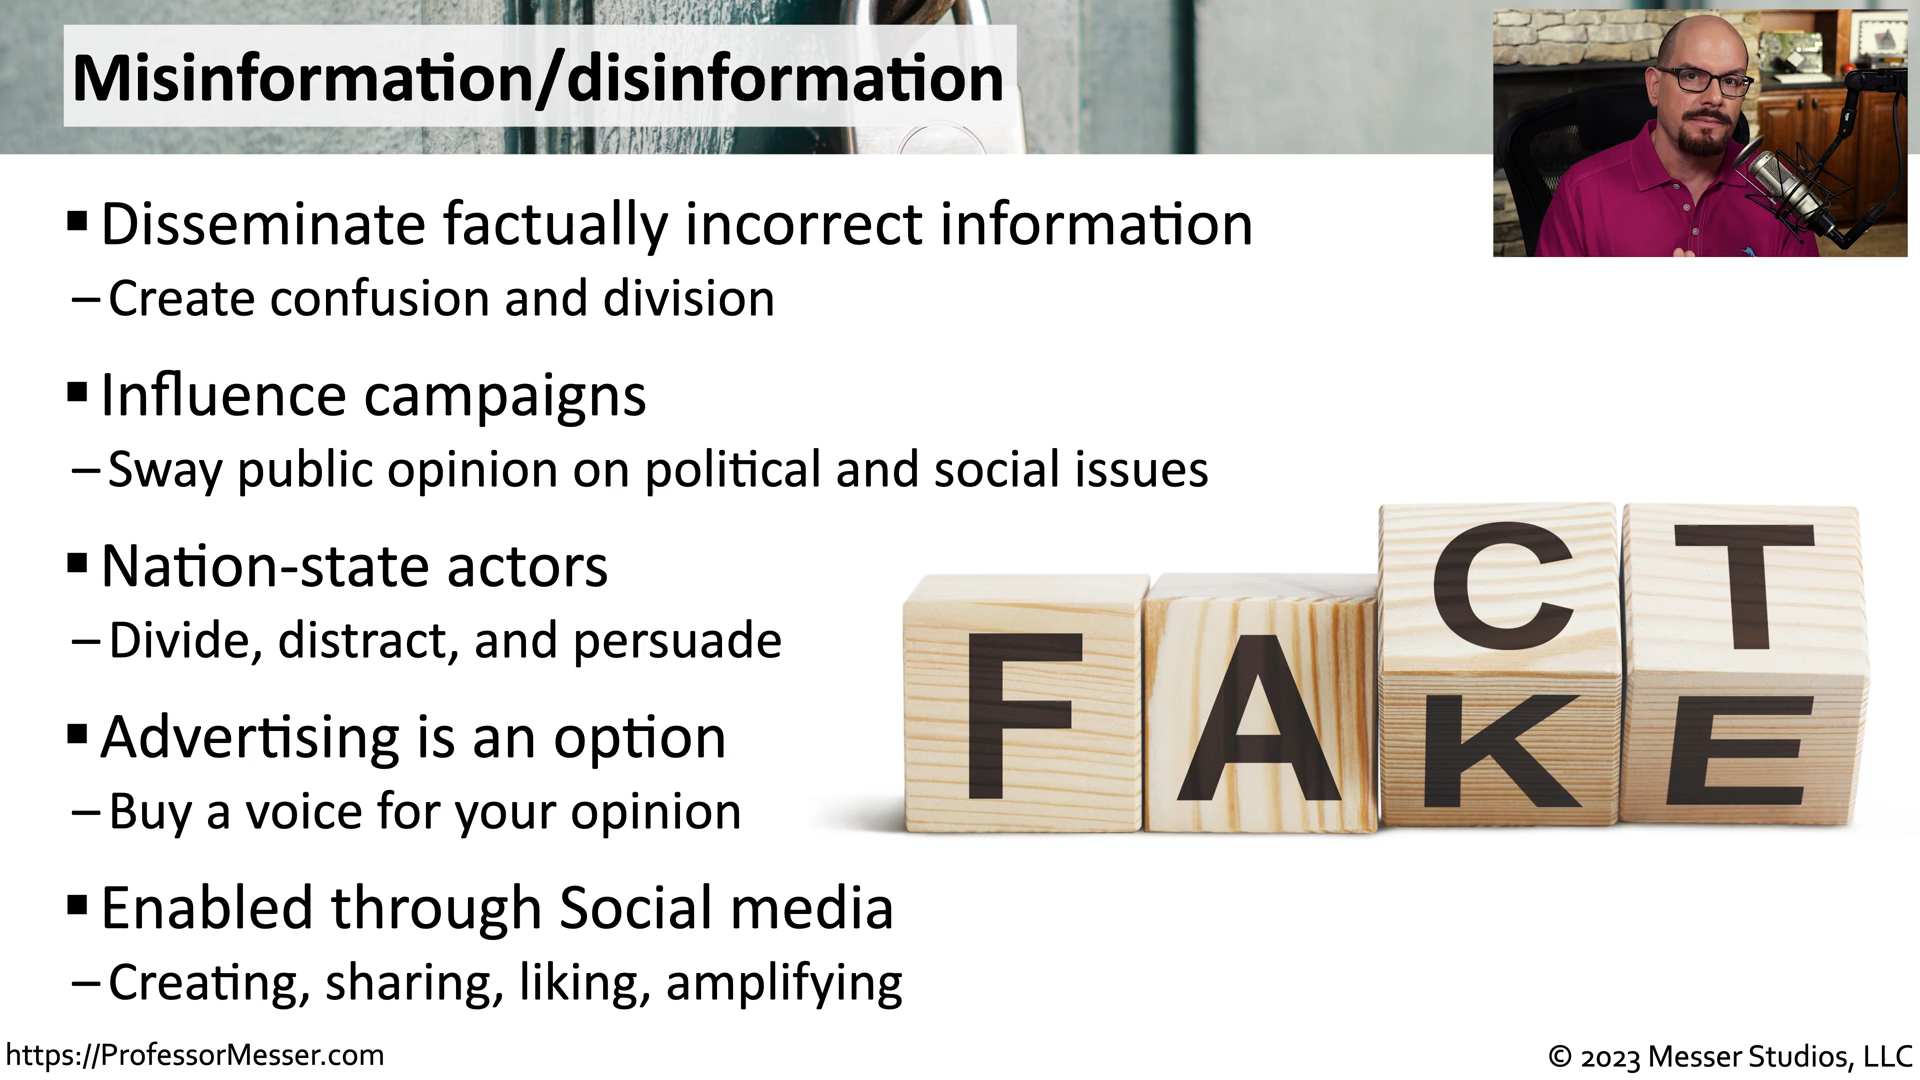 Misinformation/disinformation
▪ Disseminate factually incorrect information
– Create confusion and division
▪ Influence campaigns
– Sway public opinion on political and social issues
▪ Nation-state actors
– Divide, distract, and persuade
▪ Advertising is an option
– Buy a voice for your opinion
▪ Enabled through Social media
– Creating, sharing, liking, amplifying
C T
F A K E
https://ProfessorMesser.com
© 2023 Messer Studios, LLC